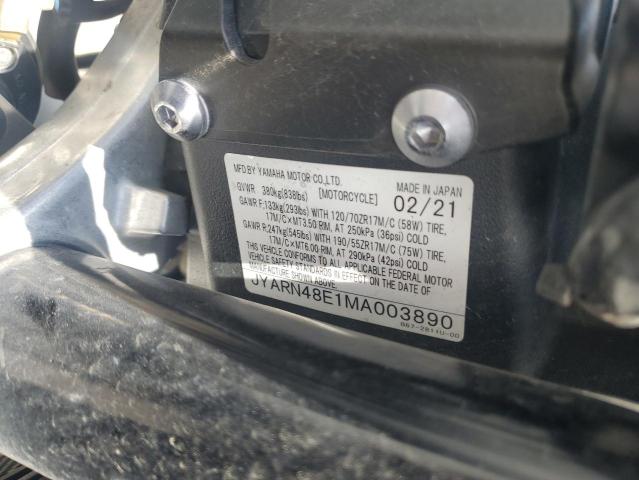 MFD BY YAMAHA MOTOR CO.,LTD.
MADE IN JAPAN
GVWR 380kg(838lbs) [MOTORCYCLE] 02/21
GAWR F;133kg(293lbs) WITH 120/70ZR17M/C (58W) TIRE,
17M/C×MT3.50 RIM, AT 250kPa (36psi) COLD
GAWR R;247kg(545lbs) WITH 190/55ZR17M/C (75W) TIRE,
17M/C×MT6.00 RIM, AT 290kPa (42psi) COLD
THIS VEHICLE CONFORMS TO ALL APPLICABLE FEDERAL MOTOR
VEHICLE SAFETY STANDARDS IN EFFECT ON THE DATE OF
MANUFACTURE SHOWN ABOVE.
JYARN48E1MA003890
B67-2811U-00